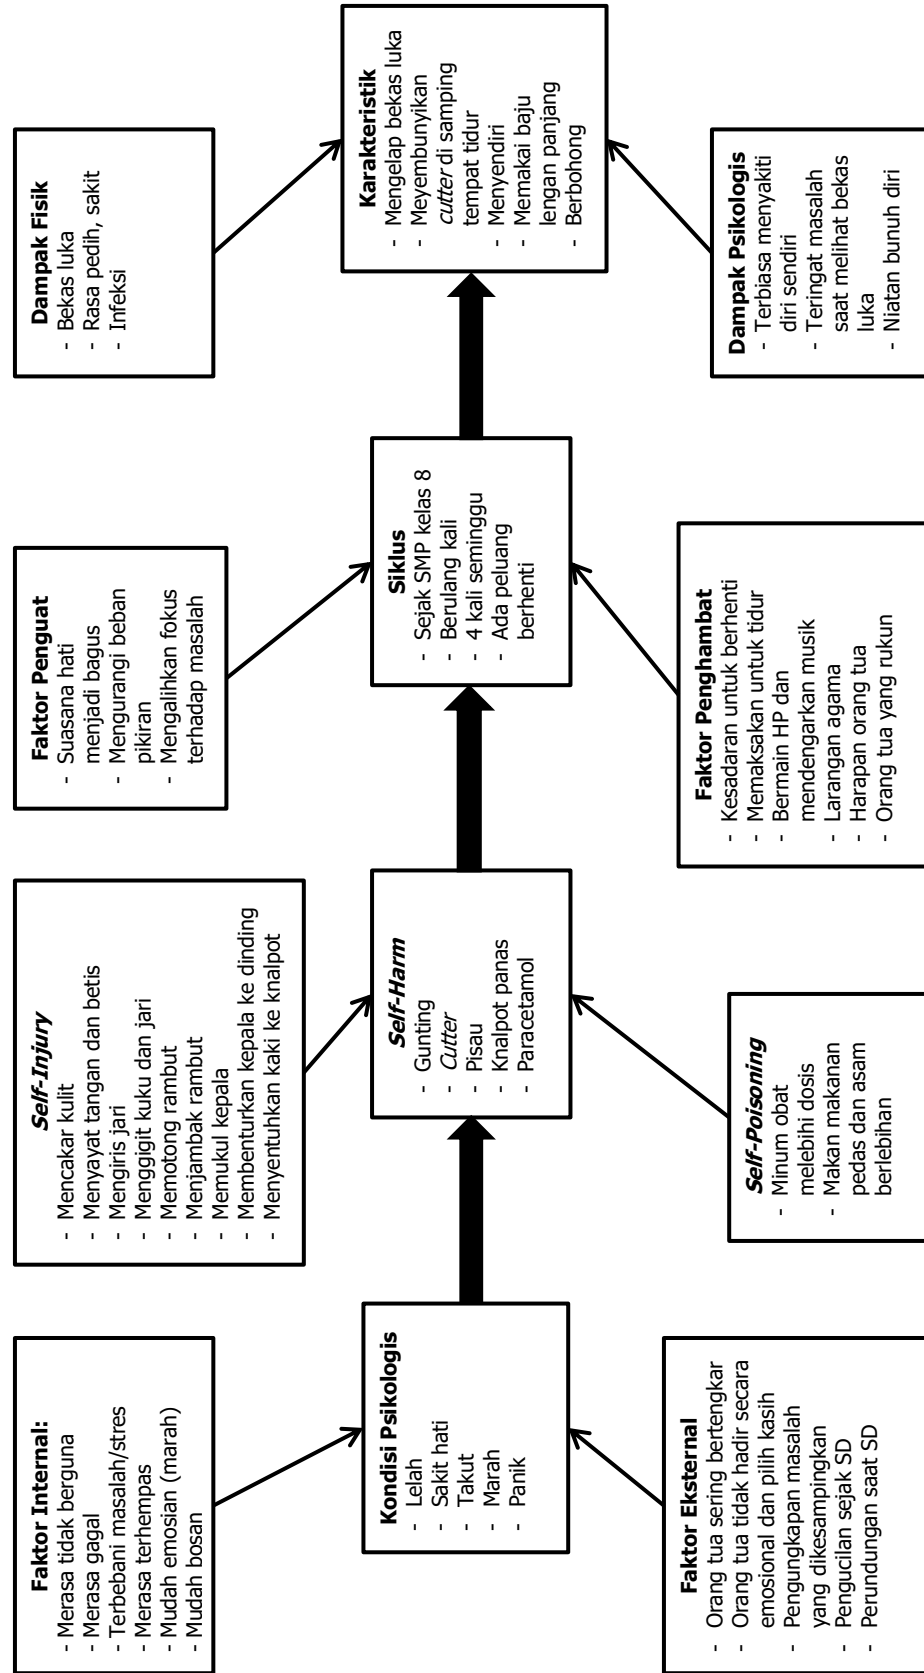 Faktor Internal:
- Merasa tidak berguna
- Merasa gagal
- Terbebani masalah/stres
- Merasa terhempas
- Mudah emosian (marah)
- Mudah bosan
Self-Injury
- Mencakar kulit
- Menyayat tangan dan betis
- Mengiris jari
- Menggigit kuku dan jari
- Memotong rambut
- Menjambak rambut
- Memukul kepala
- Membenturkan kepala ke dinding
- Menyentuhkan kaki ke knalpot
Faktor Penguat
- Suasana hati
menjadi bagus
- Mengurangi beban
pikiran
- Mengalihkan fokus
terhadap masalah
Dampak Fisik
- Bekas luka
- Rasa pedih, sakit
- Infeksi
Kondisi Psikologis
- Lelah
- Sakit hati
- Takut
- Marah
- Panik
Self-Harm
- Gunting
- Cutter
- Pisau
- Knalpot panas
- Paracetamol
Siklus
- Sejak SMP kelas 8
- Berulang kali
- 4 kali seminggu
- Ada peluang
berhenti
Karakteristik
- Mengelap bekas luka
- Meyembunyikan
cutter di samping
tempat tidur
- Menyendiri
- Memakai baju
lengan panjang
- Berbohong
Faktor Eksternal
- Orang tua sering bertengkar
- Orang tua tidak hadir secara
emosional dan pilih kasih
- Pengungkapan masalah
yang dikesampingkan
- Pengucilan sejak SD
- Perundungan saat SD
Self-Poisoning
- Minum obat
melebihi dosis
- Makan makanan
pedas dan asam
berlebihan
Faktor Penghambat
- Kesadaran untuk berhenti
- Memaksakan untuk tidur
- Bermain HP dan
mendengarkan musik
- Larangan agama
- Harapan orang tua
- Orang tua yang rukun
Dampak Psikologis
- Terbiasa menyakiti
diri sendiri
- Teringat masalah
saat melihat bekas
luka
- Niatan bunuh diri